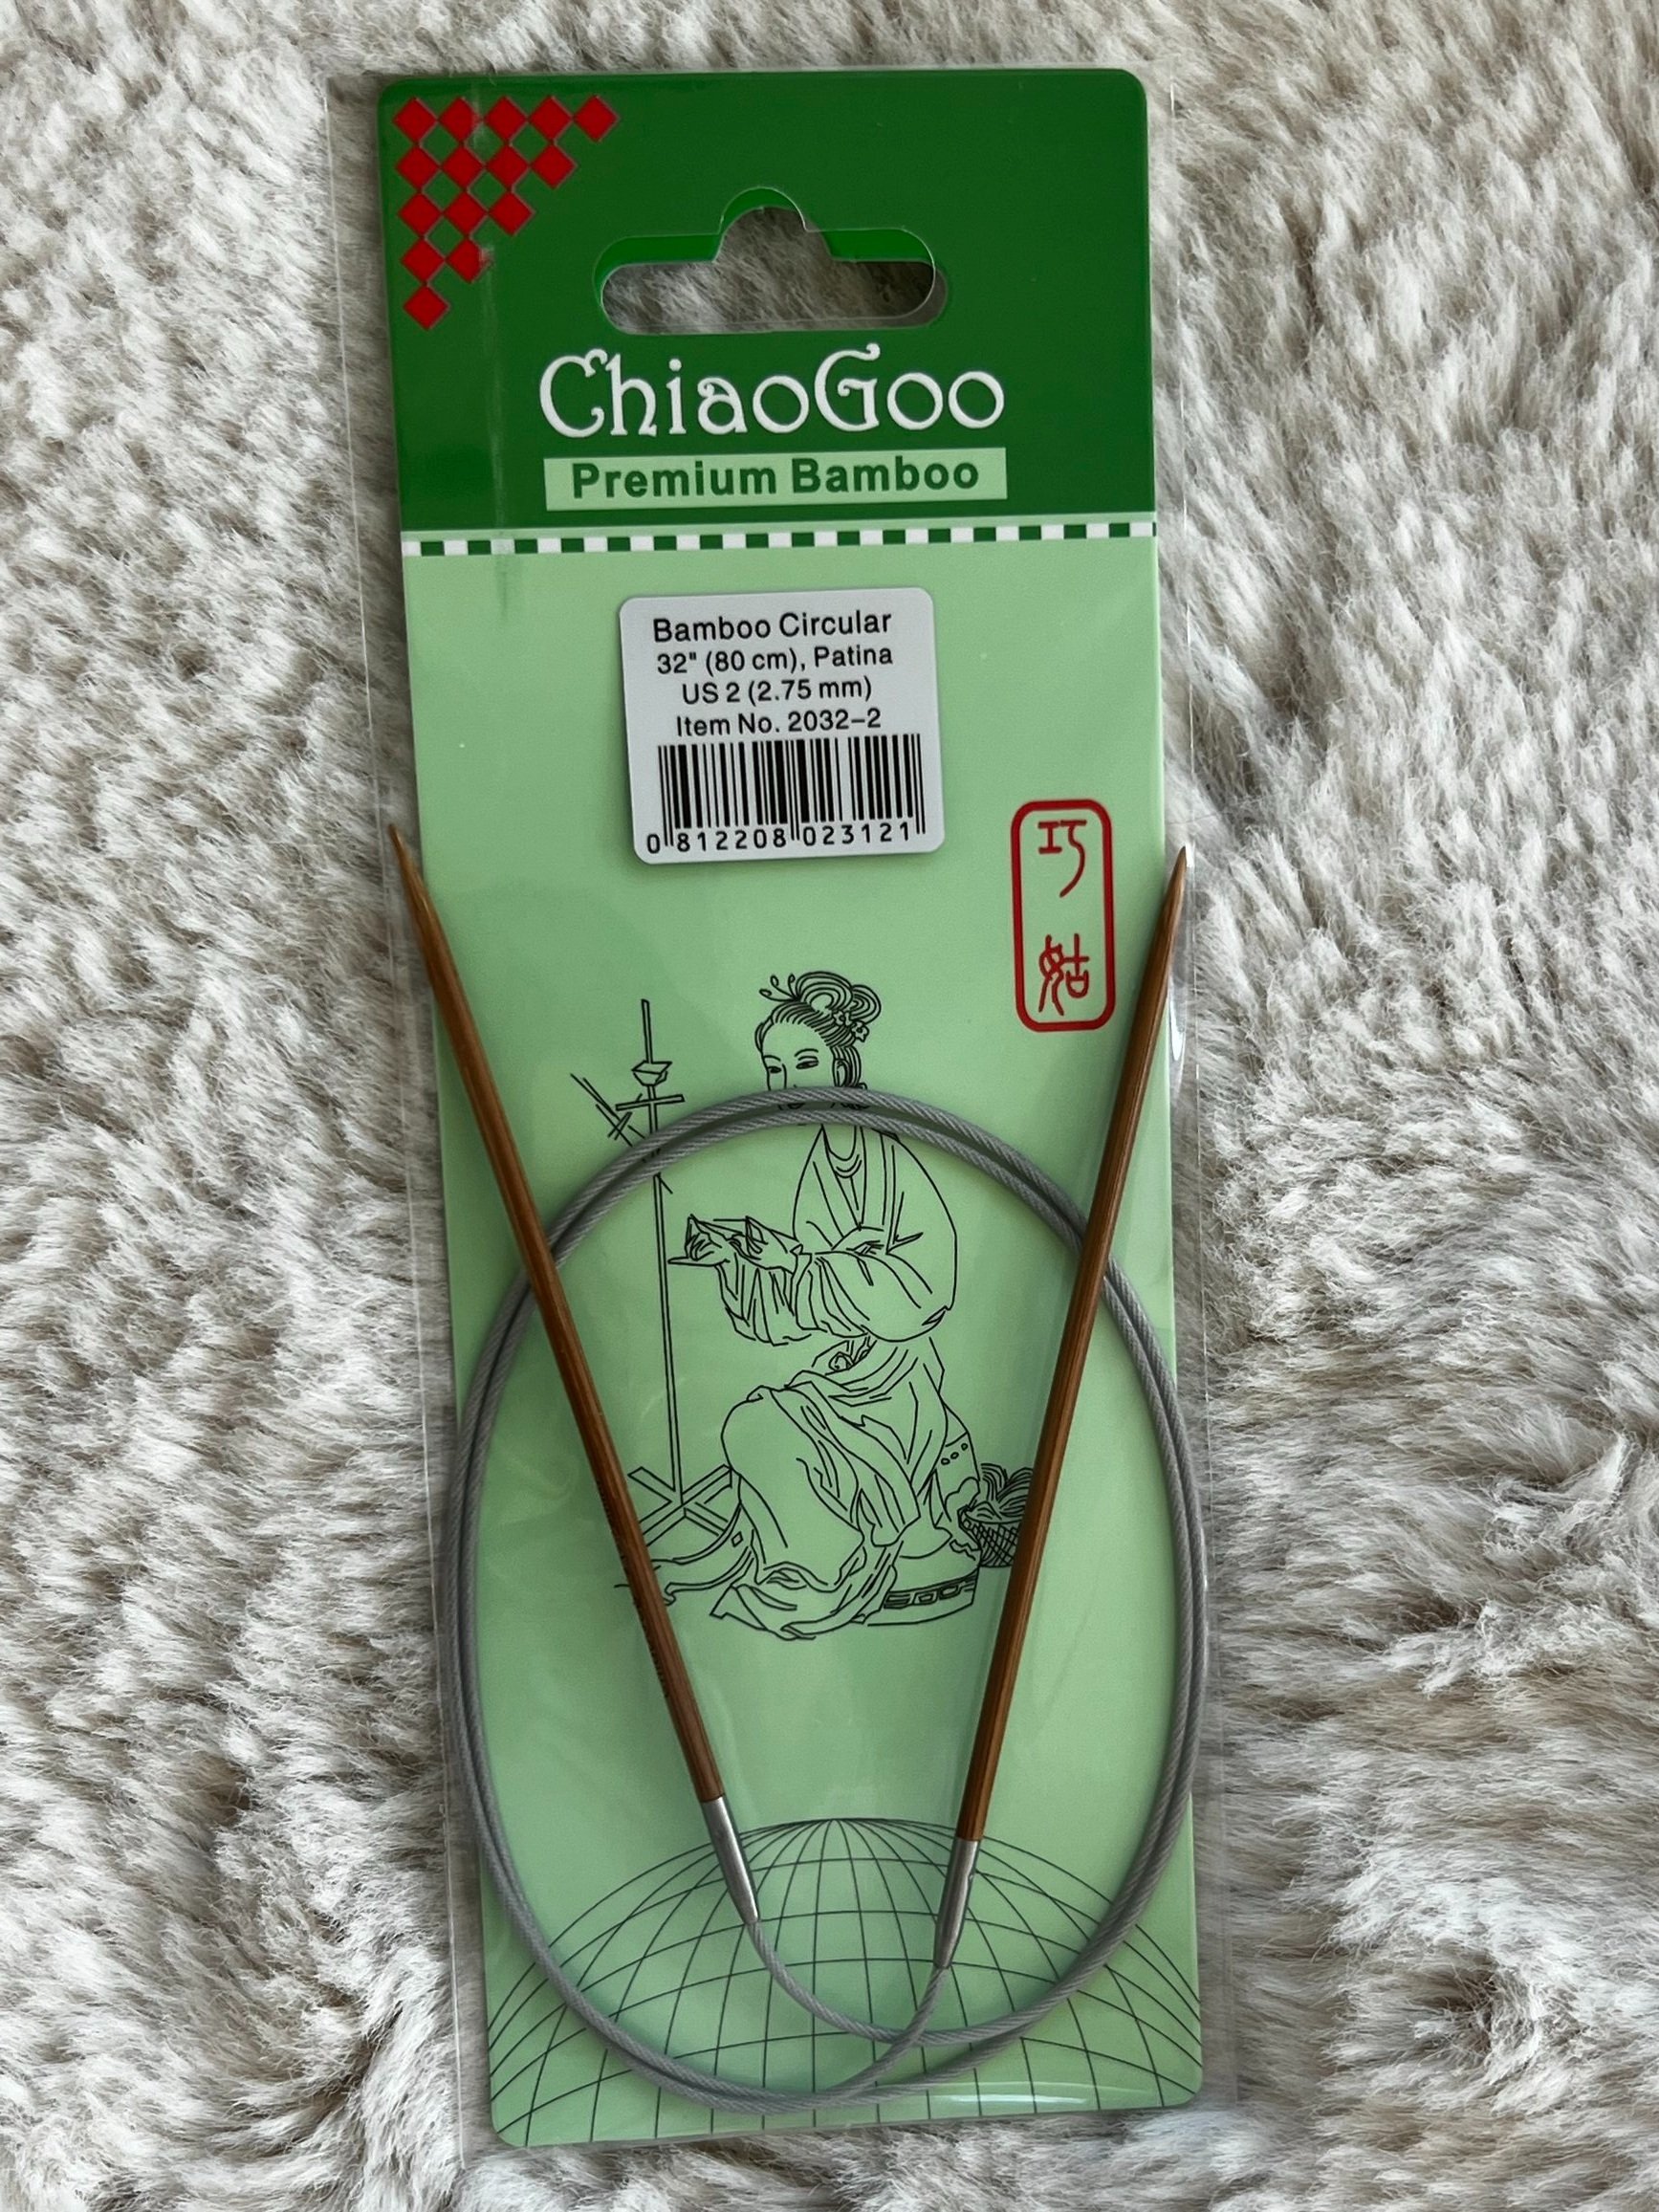 ChiaoGoo
Premium Bamboo
Bamboo Circular
32" (80 cm), Patina
US 2 (2.75 mm)
Item No. 2032-2
0 812208 023121
巧
姑